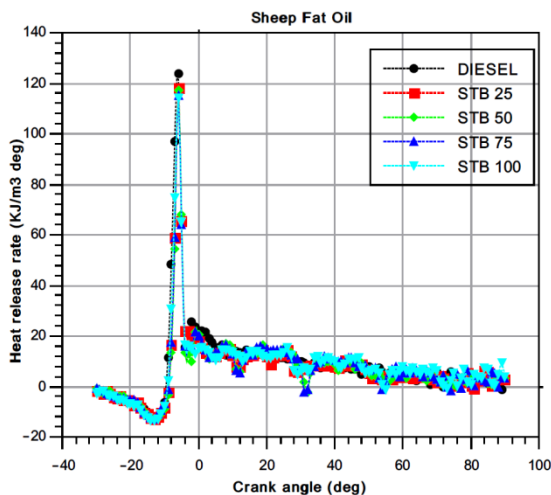 Sheep Fat Oil
Heat release rate (KJ/m3 deg)
140
120
100
80
60
40
20
0
−20
DIESEL
STB 25
STB 50
STB 75
STB 100
−40 −20 0 20 40 60 80 100
Crank angle (deg)